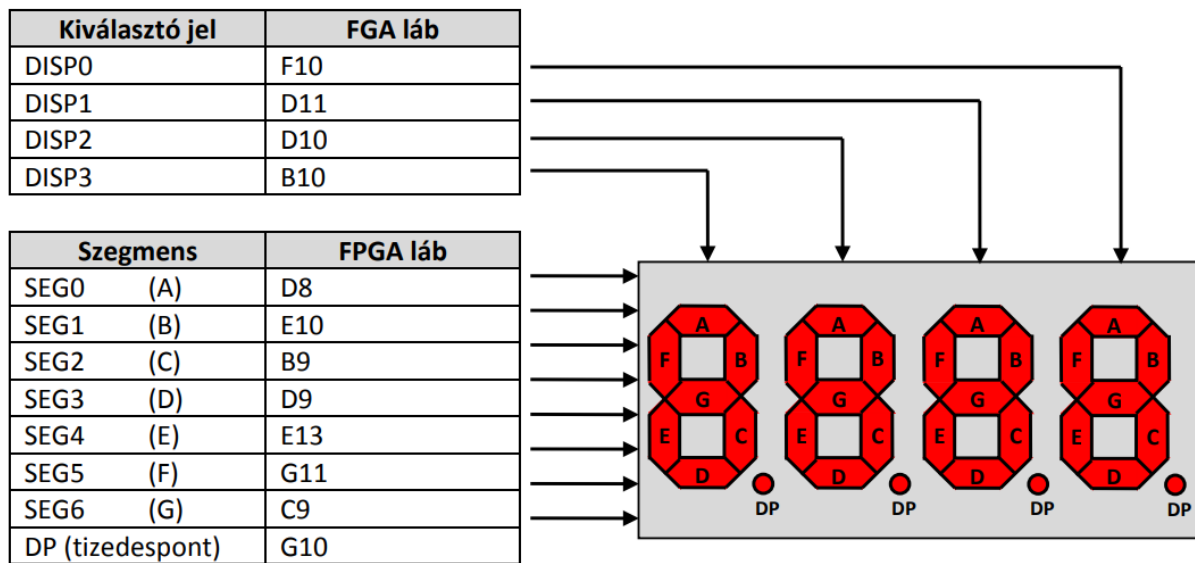 Kiválasztó jel FGA láb
DISP0 F10
DISP1 D11
DISP2 D10
DISP3 B10
Szegmens FPGA láb
SEG0 (A) D8
SEG1 (B) E10
SEG2 (C) B9
SEG3 (D) D9
SEG4 (E) E13
SEG5 (F) G11
SEG6 (G) C9
DP (tizedespont) G10
A A A A
F B F B F B F B
G G G G
E C E C E C E C
D D D D
DP DP DP DP